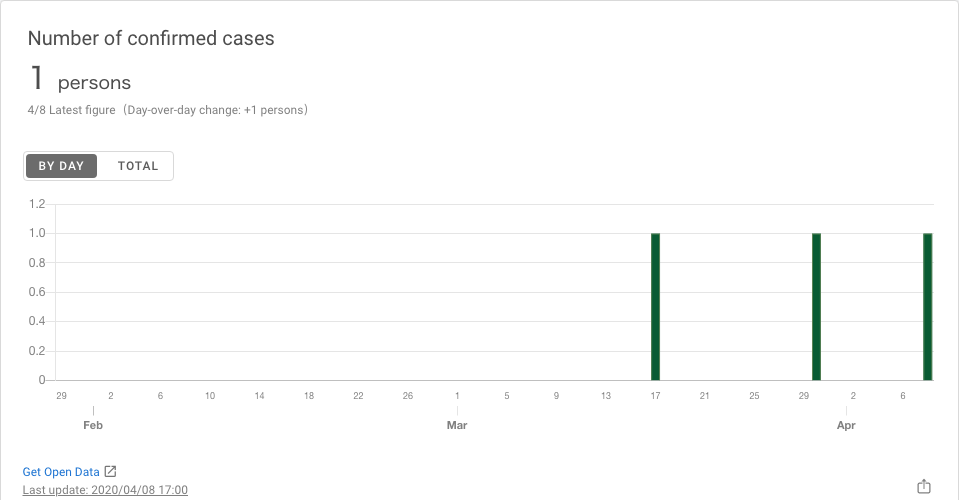 Number of confirmed cases
1 persons
4/8 Latest figure（Day-over-day change: +1 persons）
BY DAY TOTAL
1.2
1.0
0.8
0.6
0.4
0.2
0
29 2 6 10 14 18 22 26 1 5 9 13 17 21 25 29 2 6
Feb Mar Apr
Get Open Data
Last update: 2020/04/08 17:00